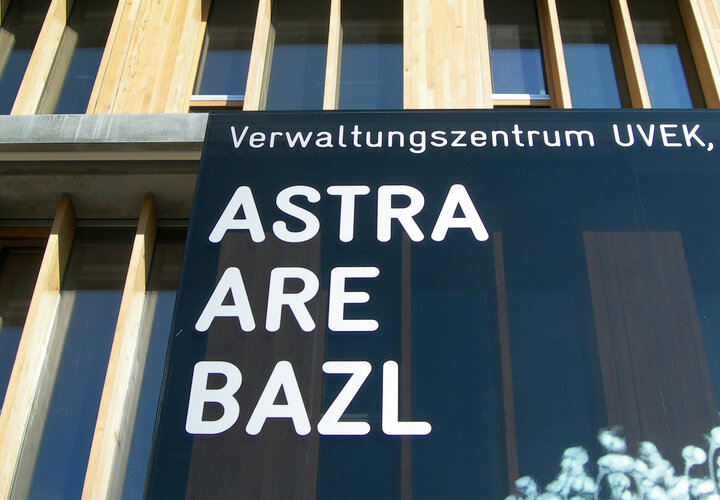 Verwaltungszentrum UVEK,
ASTRA
ARE
BAZL